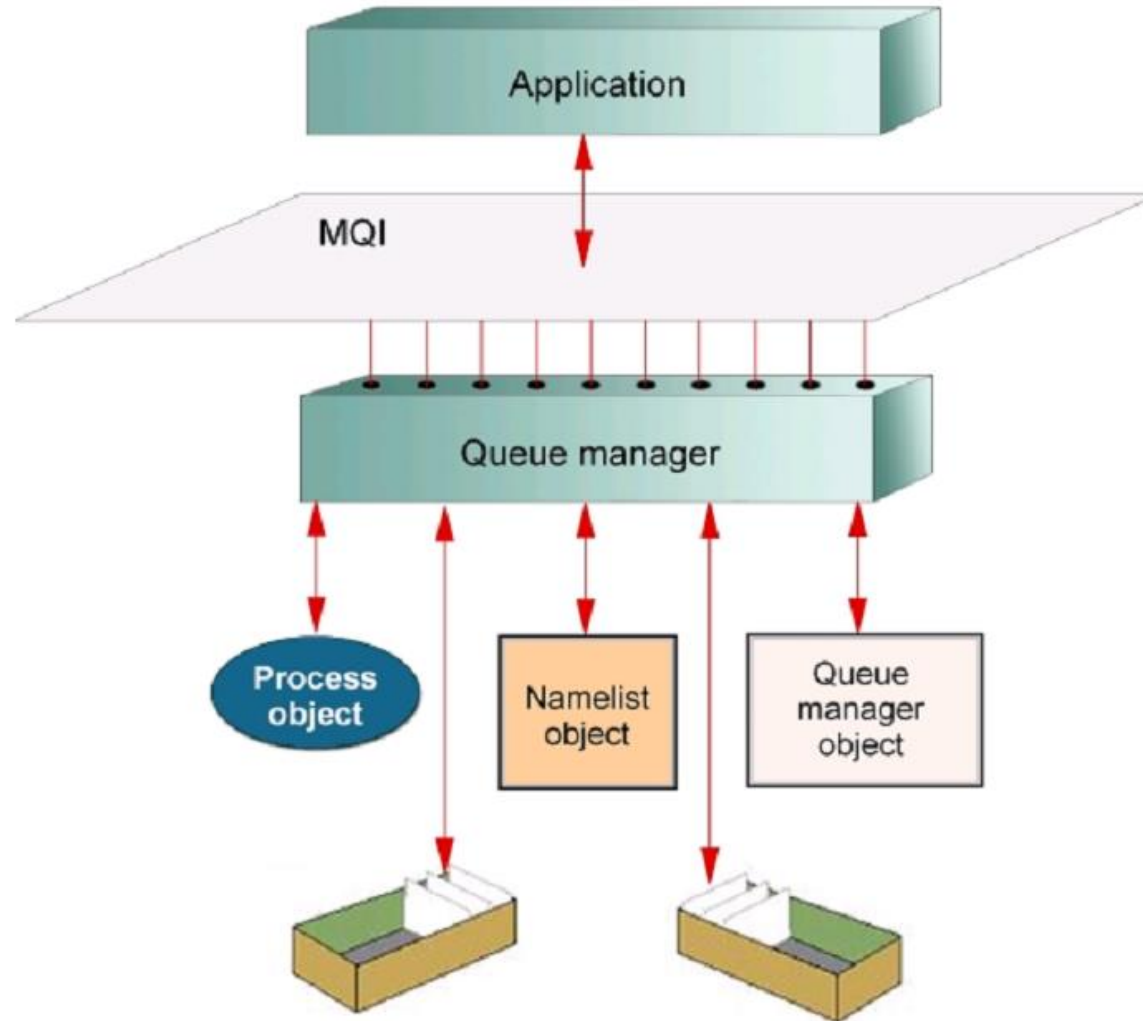 Application
MQI
Queue manager
Process
object
Namelist
object
Queue
manager
object